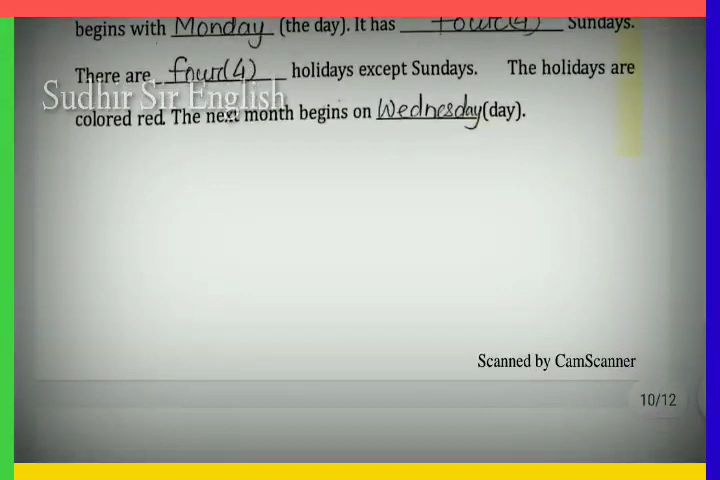 begins with Monday (the day). It has four(4) Sundays.
There are four(4) holidays except Sundays. The holidays are
Sudhir Sir English
colored red. The next month begins on Wednesday(day).
Scanned by CamScanner
10/12